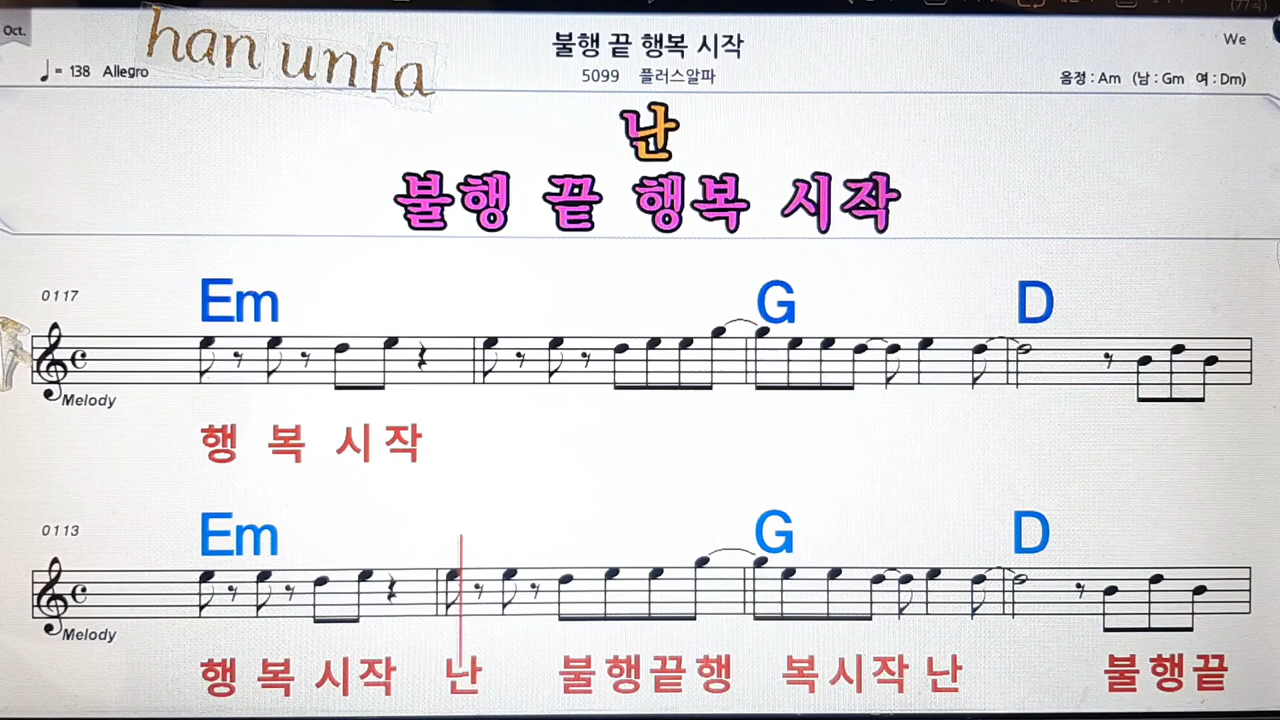 Oct.
han unfa
불행 끝 행복 시작
We
♩= 138 Allegro
5099 플러스알파
음정 : Am (남 : Gm 여 : Dm)
난
불행 끝 행복 시작
0117
Em G D
Melody
행 복 시 작
0113
Em G D
Melody
행 복 시작 난 불행끝행 복시작 난 불행끝